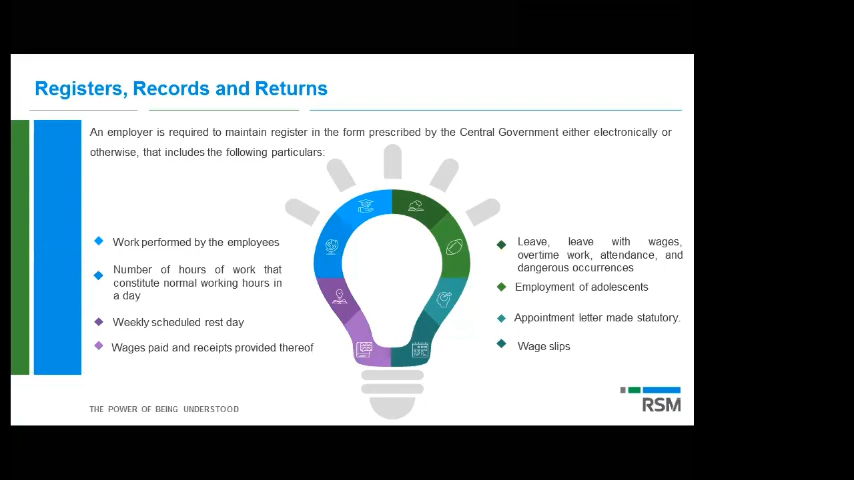 Registers, Records and Returns
An employer is required to maintain register in the form prescribed by the Central Government either electronically or
otherwise, that includes the following particulars:
Work performed by the employees
Number of hours of work that
constitute normal working hours in
a day
Weekly scheduled rest day
Wages paid and receipts provided thereof
Leave, leave with wages,
overtime work, attendance, and
dangerous occurrences
Employment of adolescents
Appointment letter made statutory.
Wage slips
THE POWER OF BEING UNDERSTOOD
RSM